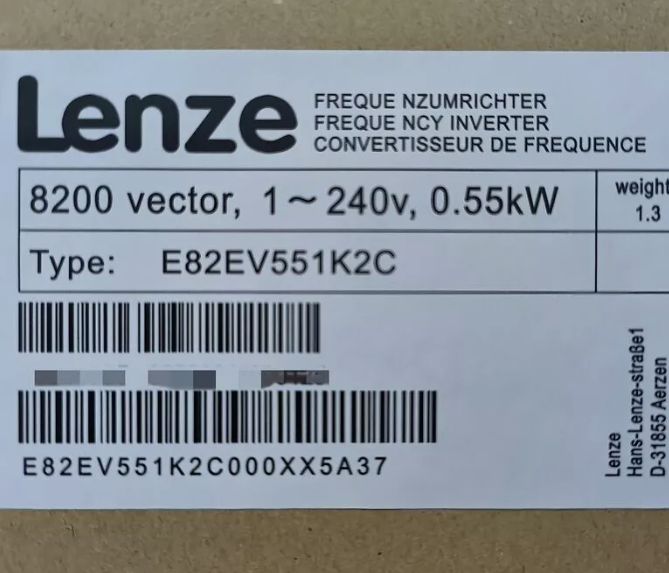 Lenze
FREQUE NZUMRICHTER
FREQUE NCY INVERTER
CONVERTISSEUR DE FREQUENCE
8200 vector, 1～240v, 0.55kW
weight
1.3
Type: E82EV551K2C
E82EV551K2C000XX5A37
Lenze
Hans-Lenze-straße1
D-31855 Aerzen